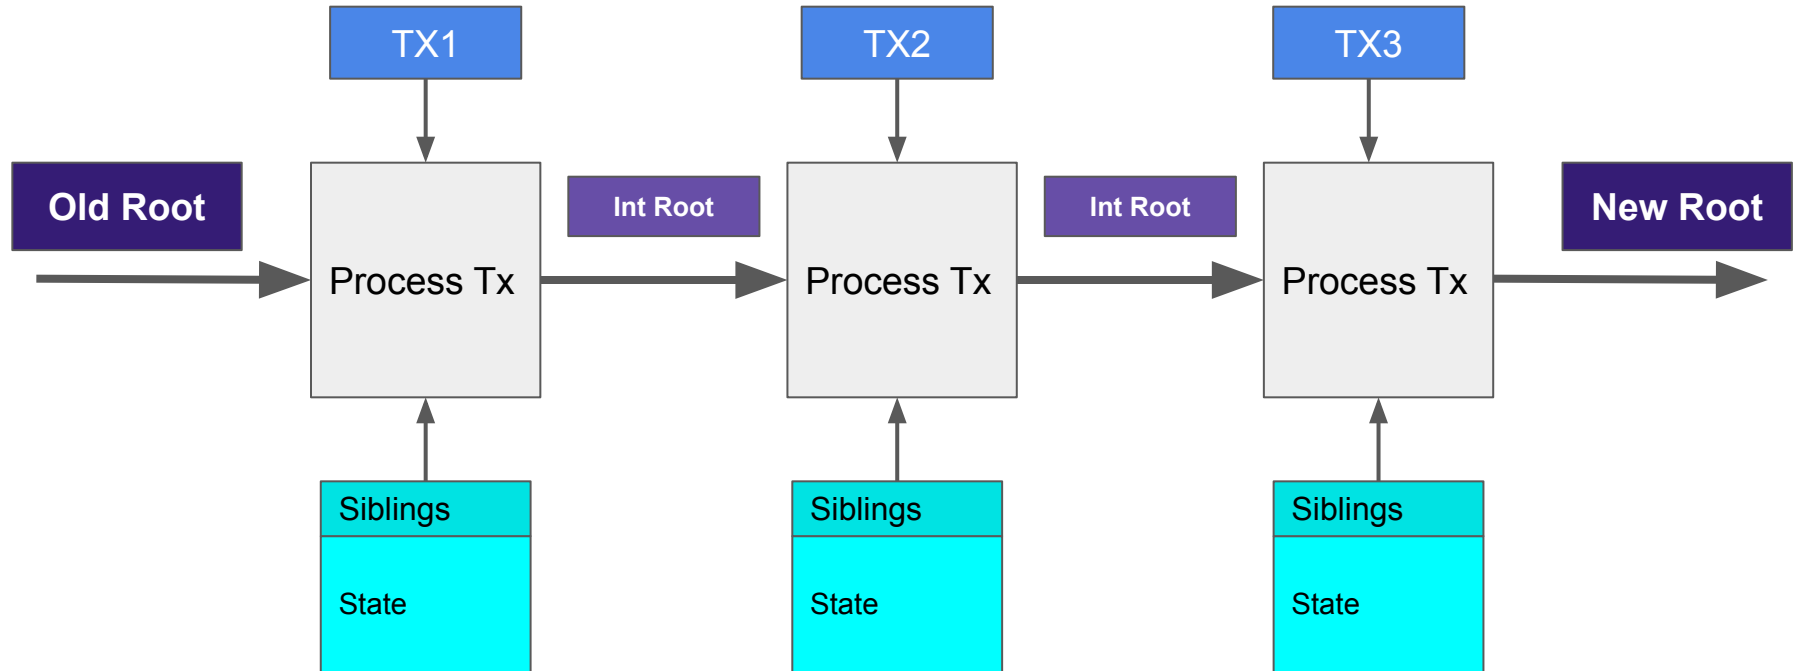 TX1
TX2
TX3
Old Root
Int Root
Int Root
New Root
Process Tx
Process Tx
Process Tx
Siblings
Siblings
Siblings
State
State
State